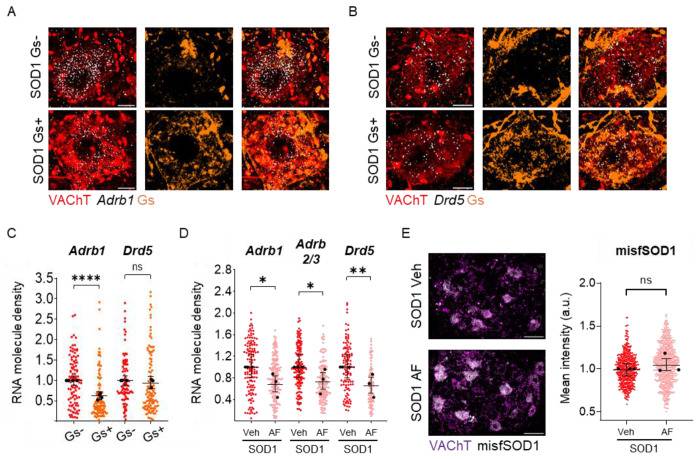 A
SOD1 Gs-
SOD1 Gs+
VAChT Adrb1 Gs
B
SOD1 Gs-
SOD1 Gs+
VAChT Drd5 Gs
C
Adrb1 Drd5
**** ns
RNA molecule density
3.5
3.0
2.5
2.0
1.5
1.0
0.5
0
Gs- Gs+ Gs- Gs+
D
Adrb1 Adrb 2/3 Drd5
* * **
RNA molecule density
2.8
2.4
2.0
1.6
1.2
0.8
0.4
0
Veh AF Veh AF Veh AF
SOD1 SOD1 SOD1
E
SOD1 Veh
SOD1 AF
VAChT misfSOD1
misfSOD1
ns
Mean intensity (a.u.)
2.0
1.5
1.0
0.5
Veh AF
SOD1